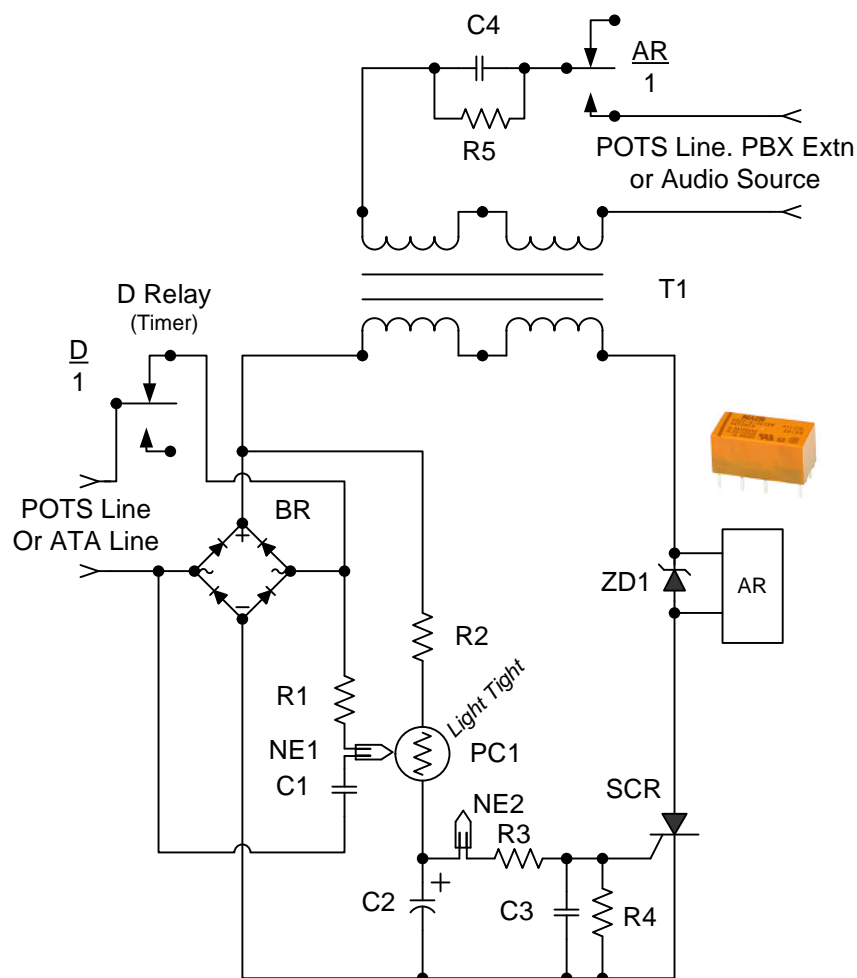 C4
AR
1
R5
POTS Line. PBX Extn
or Audio Source
T1
D Relay
(Timer)
D
1
POTS Line
Or ATA Line
BR
+
~
~
−
ZD1
AR
R2
Light Tight
R1
NE1
PC1
C1
SCR
NE2
R3
+
C2
C3
R4